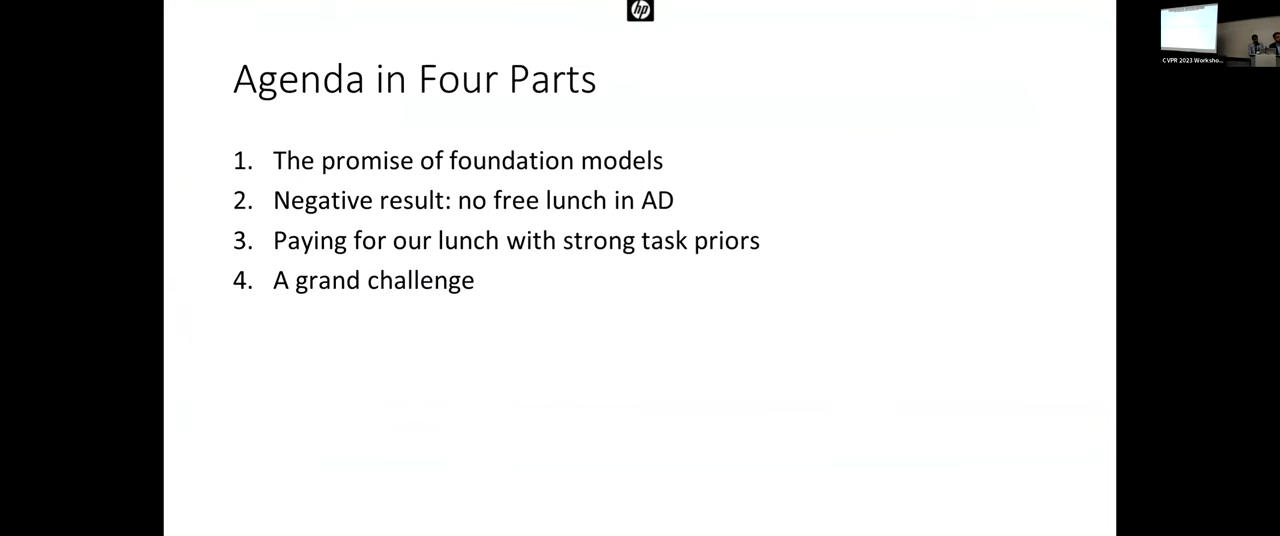 hp
Agenda in Four Parts
1. The promise of foundation models
2. Negative result: no free lunch in AD
3. Paying for our lunch with strong task priors
4. A grand challenge
CVPR 2023 Worksho...